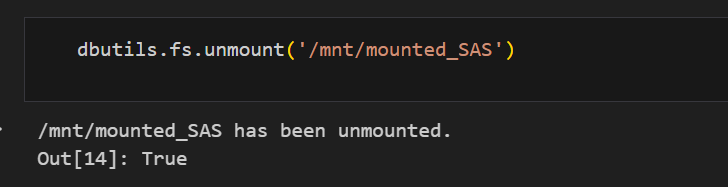 dbutils.fs.unmount('/mnt/mounted_SAS')
/mnt/mounted_SAS has been unmounted.
Out[14]: True